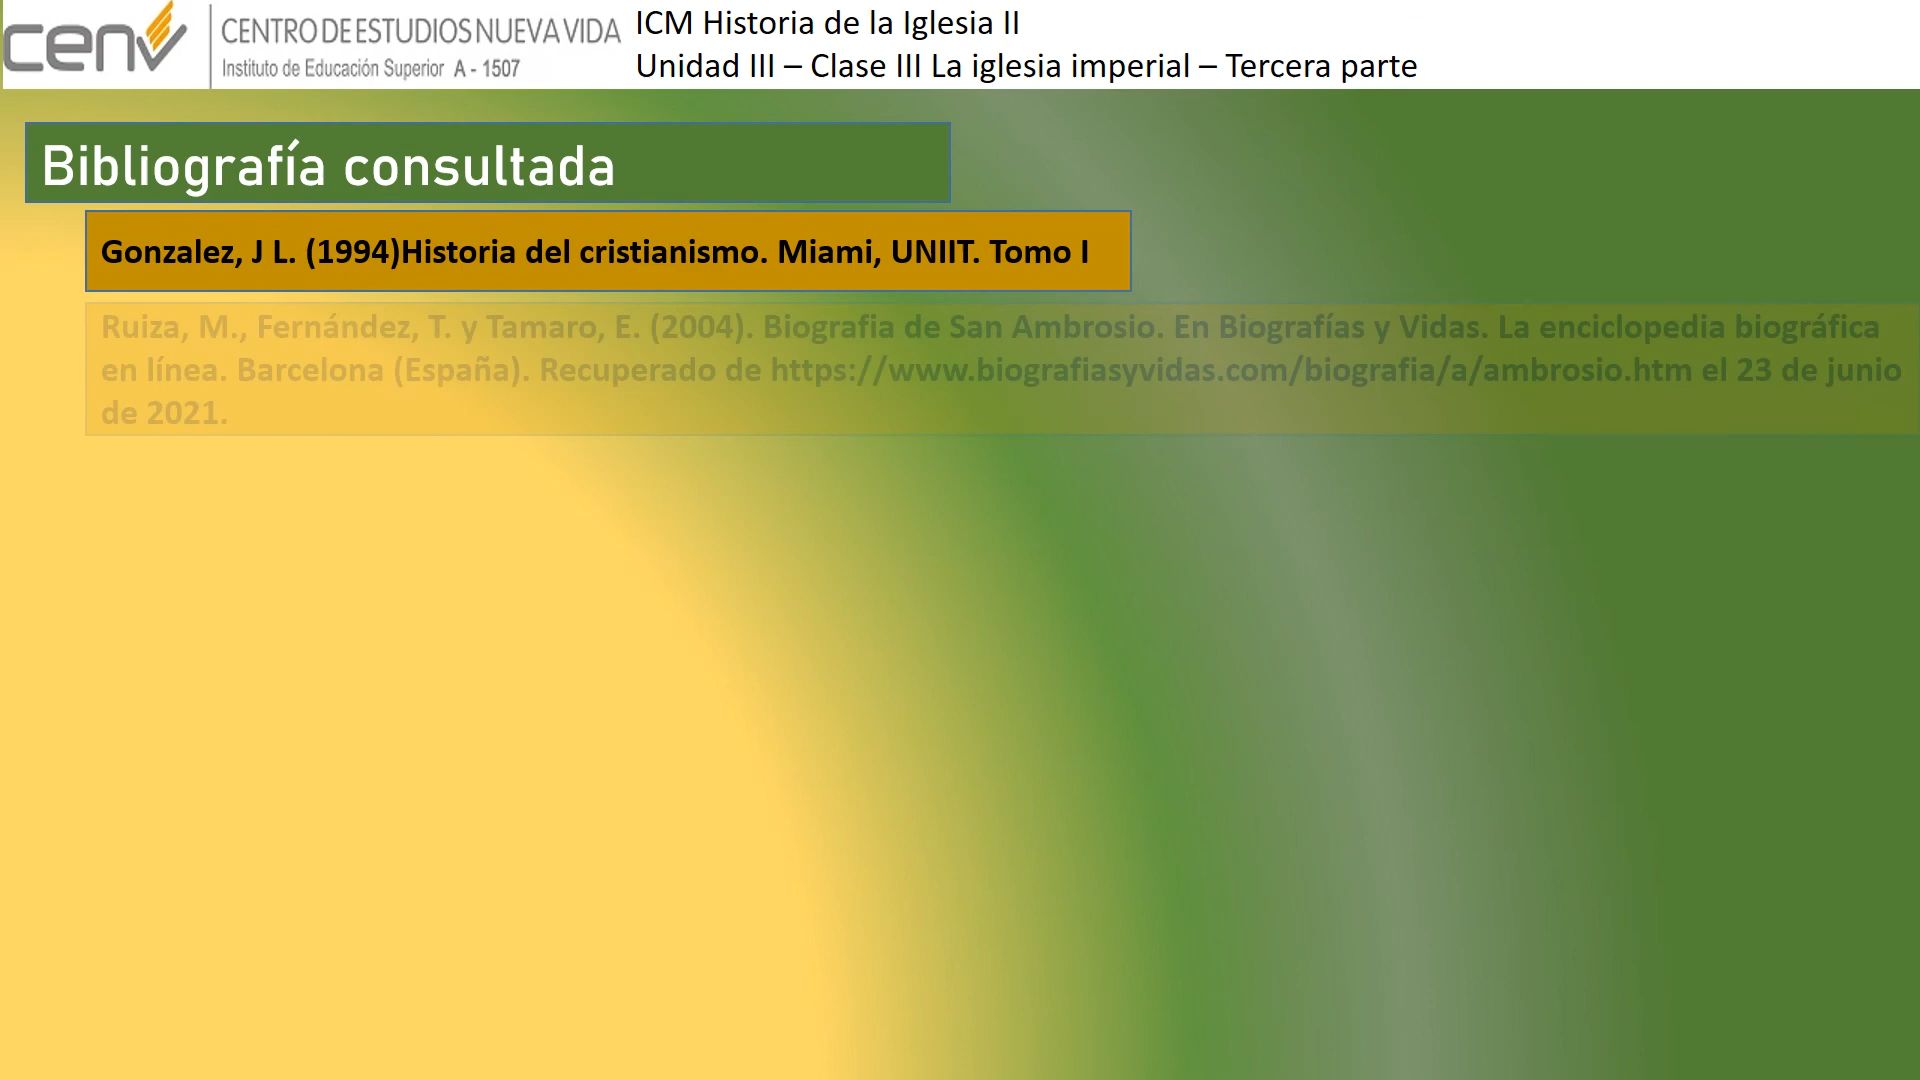 cenv
CENTRO DE ESTUDIOS NUEVA VIDA
Instituto de Educación Superior A - 1507
ICM Historia de la Iglesia II
Unidad III – Clase III La iglesia imperial – Tercera parte
Bibliografía consultada
Gonzalez, J L. (1994)Historia del cristianismo. Miami, UNIIT. Tomo I
Ruiza, M., Fernández, T. y Tamaro, E. (2004). Biografia de San Ambrosio. En Biografías y Vidas. La enciclopedia biográfica
en línea. Barcelona (España). Recuperado de https://www.biografiasyvidas.com/biografia/a/ambrosio.htm el 23 de junio
de 2021.